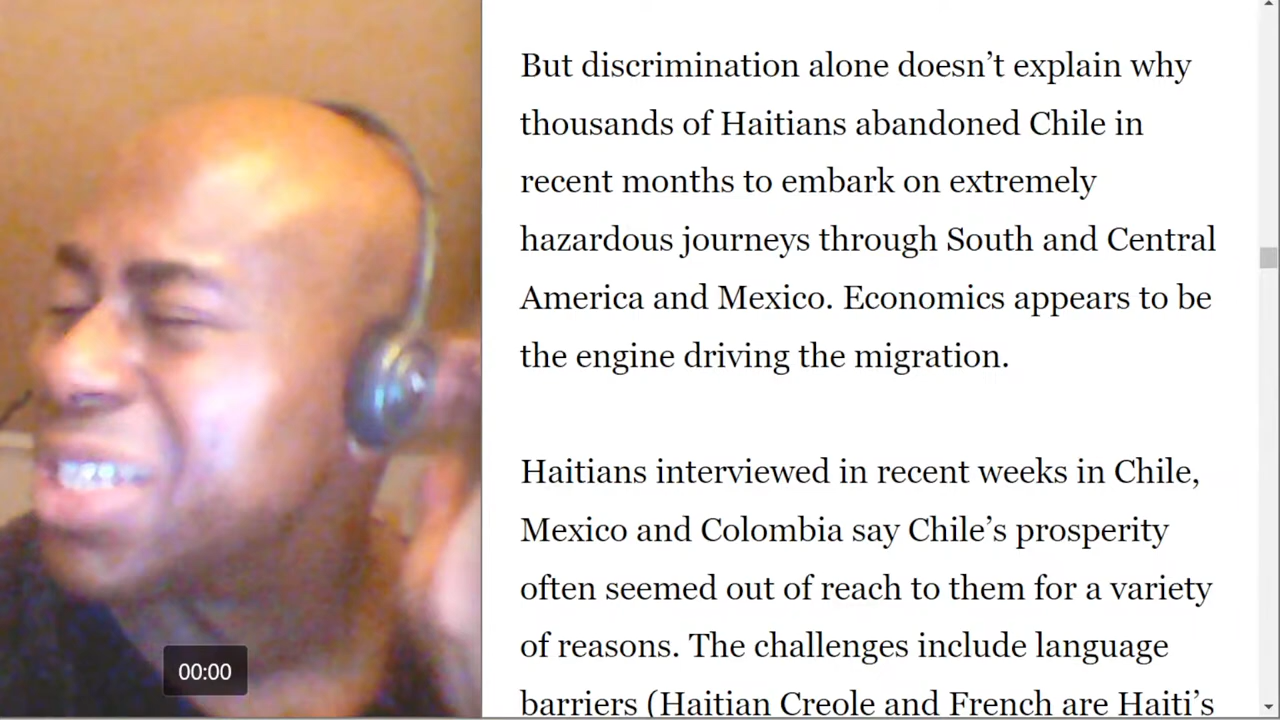 But discrimination alone doesn’t explain why
thousands of Haitians abandoned Chile in
recent months to embark on extremely
hazardous journeys through South and Central
America and Mexico. Economics appears to be
the engine driving the migration.
Haitians interviewed in recent weeks in Chile,
Mexico and Colombia say Chile’s prosperity
often seemed out of reach to them for a variety
of reasons. The challenges include language
barriers (Haitian Creole and French are Haiti’s
00:00